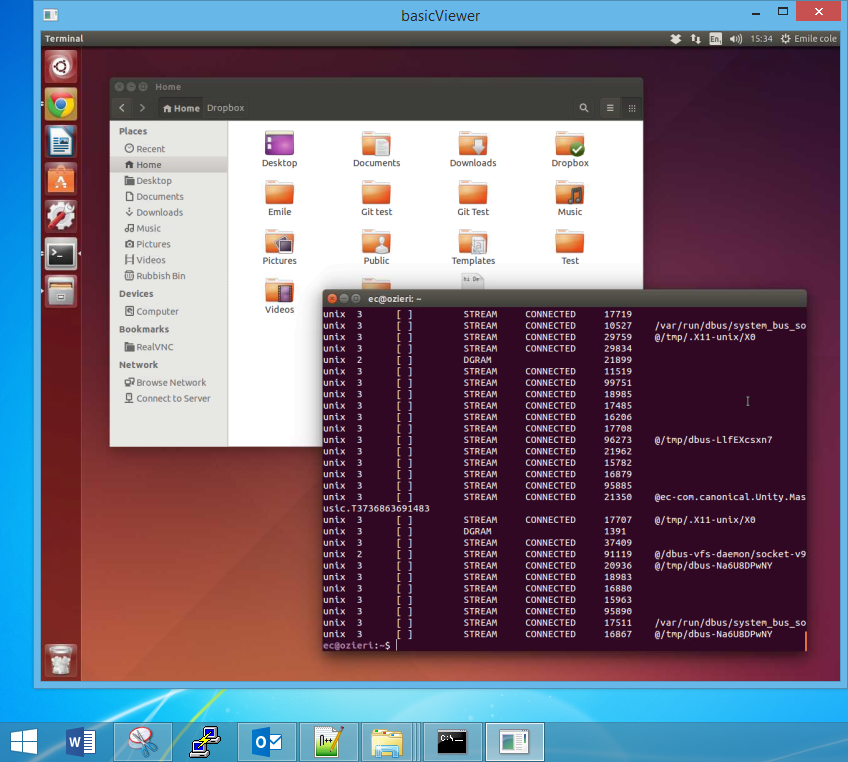 basicViewer
Terminal
En
15:34
Emile cole
Home
Home
Dropbox
Places
Recent
Home
Desktop
Documents
Downloads
Music
Pictures
Videos
Rubbish Bin
Devices
Computer
Bookmarks
RealVNC
Network
Browse Network
Connect to Server
Desktop
Documents
Downloads
Dropbox
Emile
Git test
Git Test
Music
Pictures
Public
Templates
Test
Videos
ec@ozieri: ~
unix 3 [ ] STREAM CONNECTED 17719
unix 3 [ ] STREAM CONNECTED 10527 /var/run/dbus/system_bus_so
unix 3 [ ] STREAM CONNECTED 29759 @/tmp/.X11-unix/X0
unix 3 [ ] STREAM CONNECTED 29834
unix 2 [ ] DGRAM 21899
unix 3 [ ] STREAM CONNECTED 11519
unix 3 [ ] STREAM CONNECTED 99751
unix 3 [ ] STREAM CONNECTED 18985
unix 3 [ ] STREAM CONNECTED 17485
unix 3 [ ] STREAM CONNECTED 16206
unix 3 [ ] STREAM CONNECTED 17708
unix 3 [ ] STREAM CONNECTED 96273 @/tmp/dbus-LlfEXcsxn7
unix 3 [ ] STREAM CONNECTED 21962
unix 3 [ ] STREAM CONNECTED 15782
unix 3 [ ] STREAM CONNECTED 16879
unix 3 [ ] STREAM CONNECTED 95885
unix 3 [ ] STREAM CONNECTED 21350 @ec-com.canonical.Unity.Mas
usic.T3736863691483
unix 3 [ ] STREAM CONNECTED 17707 @/tmp/.X11-unix/X0
unix 3 [ ] DGRAM 1391
unix 3 [ ] STREAM CONNECTED 37409
unix 2 [ ] STREAM CONNECTED 91119 @/dbus-vfs-daemon/socket-v9
unix 3 [ ] STREAM CONNECTED 20936 @/tmp/dbus-Na6U8DPwNY
unix 3 [ ] STREAM CONNECTED 18983
unix 3 [ ] STREAM CONNECTED 16880
unix 3 [ ] STREAM CONNECTED 15963
unix 3 [ ] STREAM CONNECTED 95890
unix 3 [ ] STREAM CONNECTED 17511 /var/run/dbus/system_bus_so
unix 3 [ ] STREAM CONNECTED 16867 @/tmp/dbus-Na6U8DPwNY
ec@ozieri:~$